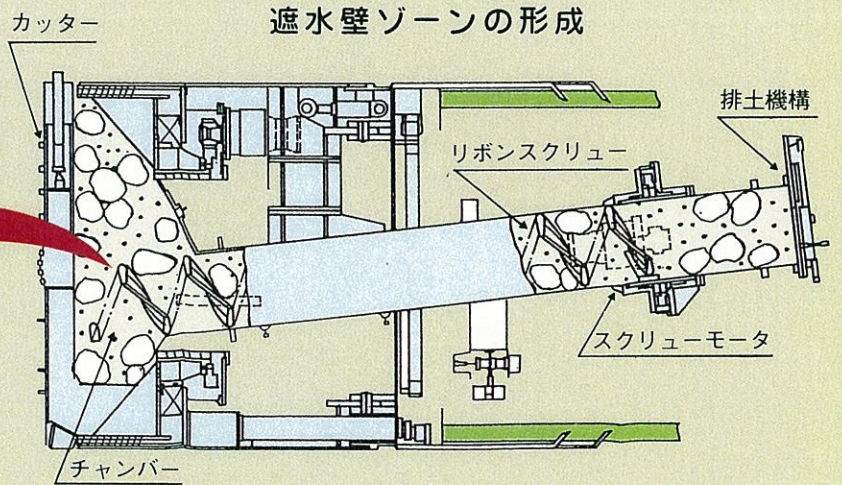 遮水壁ゾーンの形成
カッター
排土機構
リボンスクリュー
スクリューモータ
チャンバー